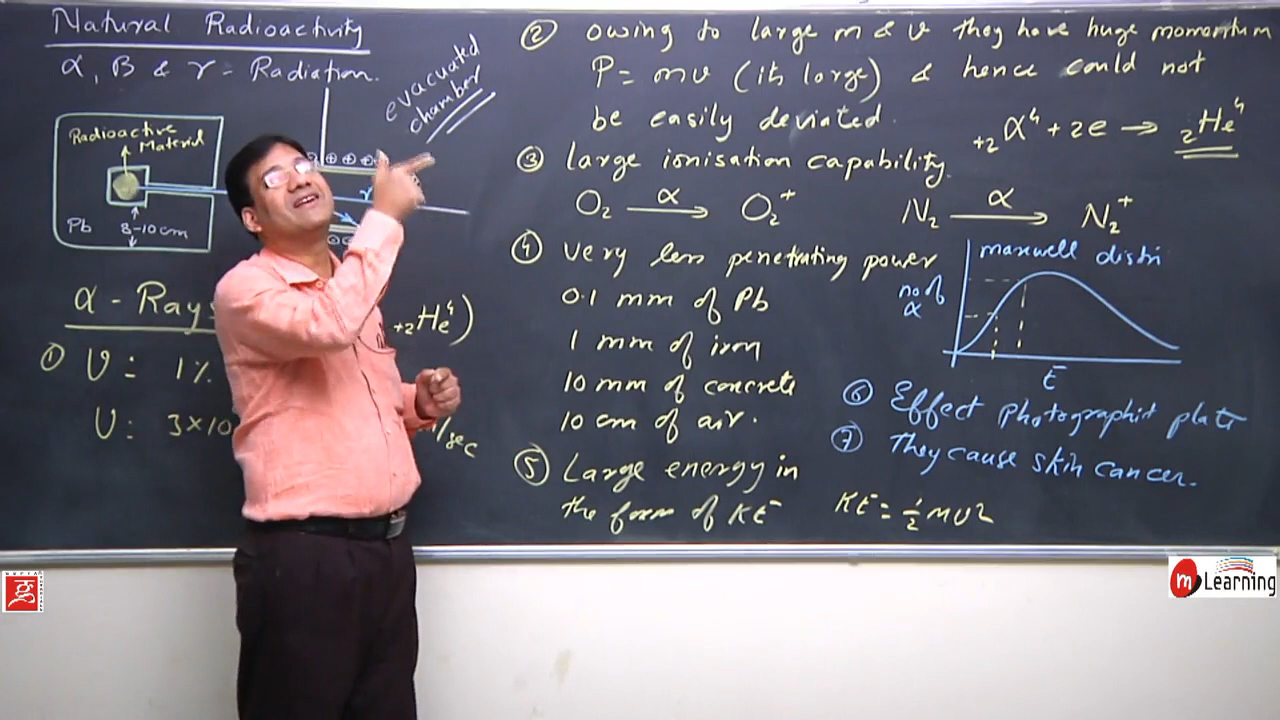 Natural Radioactivity
α, β & γ - Radiation.
evacuated
chamber
Radioactive
Material
Pb
8-10 cm
γ
α - Rays
+2He4)
① V = 1%
U = 3×10
/sec
② owing to large m & v they have huge momentum
P = mv (its large) & hence could not
be easily deviated.
+2α4 + 2e → 2He4
③ large ionisation capability.
O2 α→ O2+
N2 α→ N2+
④ very less penetrating power
0.1 mm of Pb
1 mm of iron
10 mm of concrete
10 cm of air.
maxwell distri
no of
α
E
⑤ Large energy in
the form of KE
KE = 1/2 mv2
⑥ Effect photographic plate
⑦ They cause skin cancer.
m Learning